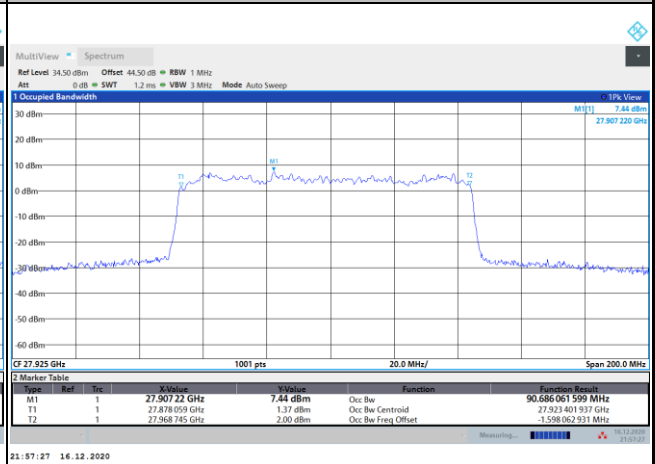 MultiView Spectrum
Ref Level 34.50 dBm Offset 44.50 dB RBW 1 MHz
Att 0 dB SWT 1.2 ms VBW 3 MHz Mode Auto Sweep
1 Occupied Bandwidth 1Pk View
M1[1] 7.44 dBm
27.907 220 GHz
30 dBm
20 dBm
10 dBm
0 dBm
-10 dBm
-20 dBm
-30 dBm
-40 dBm
-50 dBm
-60 dBm
T1
M1
T2
CF 27.925 GHz 1001 pts 20.0 MHz/ Span 200.0 MHz
2 Marker Table
Type Ref Trc X-Value Y-Value Function Function Result
M1 1 27.907 22 GHz 7.44 dBm Occ Bw 90.686 061 599 MHz
T1 1 27.878 059 GHz 1.37 dBm Occ Bw Centroid 27.923 401 937 GHz
T2 1 27.968 745 GHz 2.00 dBm Occ Bw Freq Offset -1.598 062 931 MHz
Measuring... 16.12.2020
21:57:27
21:57:27 16.12.2020